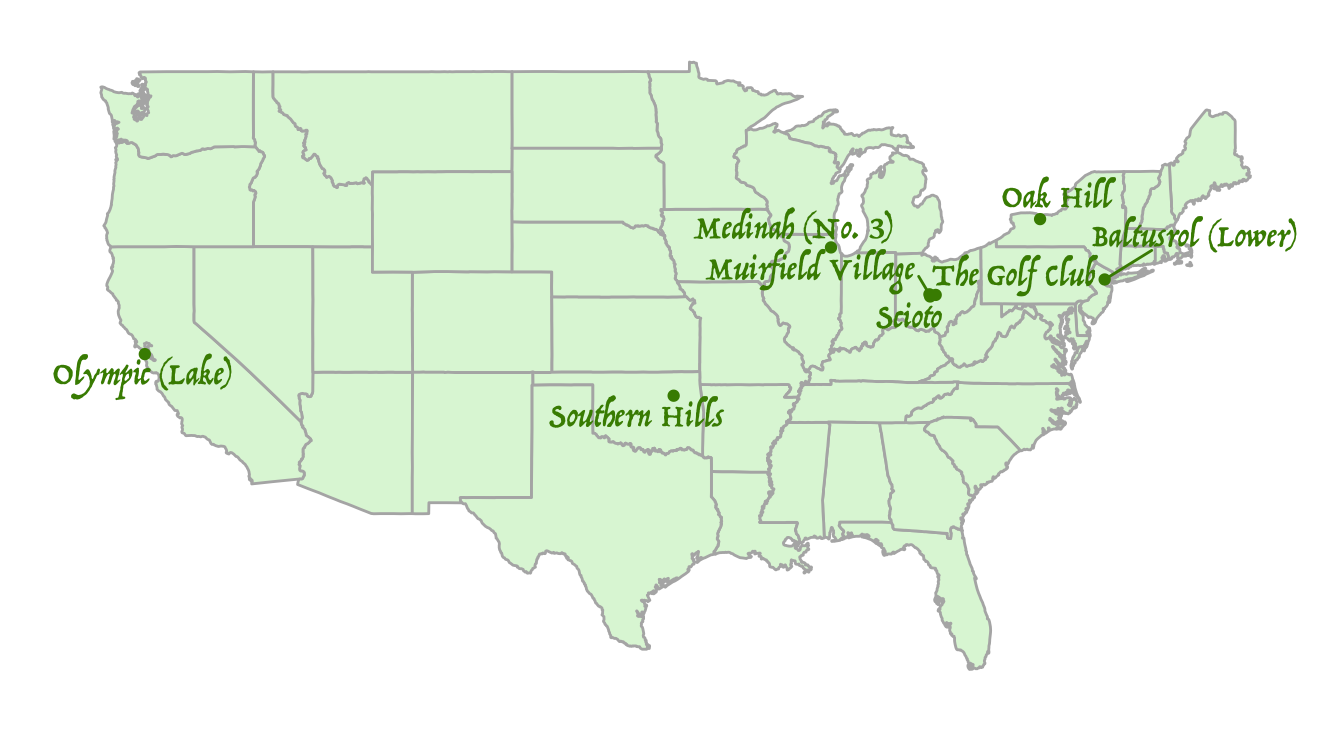 Oak Hill
Medinah (No. 3)
Baltusrol (Lower)
Muirfield Village
The Golf Club
Scioto
Olympic (Lake)
Southern Hills